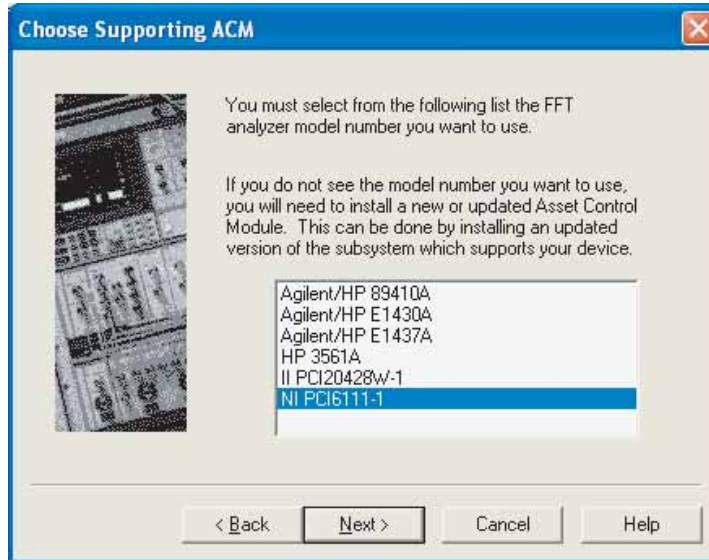 Choose Supporting ACM
You must select from the following list the FFT
analyzer model number you want to use.
If you do not see the model number you want to use,
you will need to install a new or updated Asset Control
Module. This can be done by installing an updated
version of the subsystem which supports your device.
Agilent/HP 89410A
Agilent/HP E1430A
Agilent/HP E1437A
HP 3561A
II PCI20428W-1
NI PCI6111-1
< Back
Next >
Cancel
Help